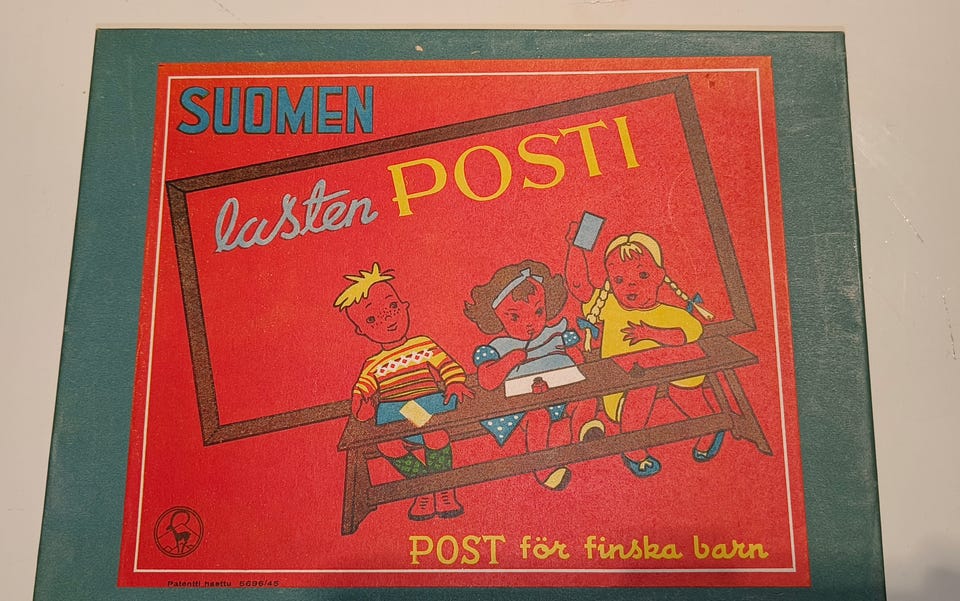 SUOMEN
lasten POSTI
POST för finska barn
Patentti haettu 5696/45